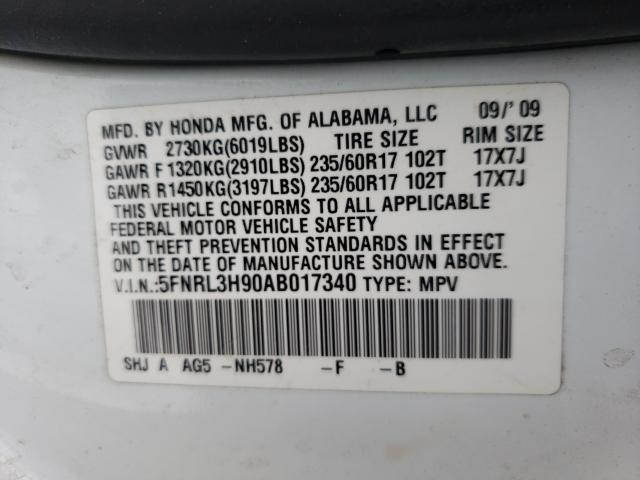 MFD. BY HONDA MFG. OF ALABAMA, LLC 09/'09
GVWR 2730KG(6019LBS) TIRE SIZE RIM SIZE
GAWR F 1320KG(2910LBS) 235/60R17 102T 17X7J
GAWR R1450KG(3197LBS) 235/60R17 102T 17X7J
THIS VEHICLE CONFORMS TO ALL APPLICABLE
FEDERAL MOTOR VEHICLE SAFETY
AND THEFT PREVENTION STANDARDS IN EFFECT
ON THE DATE OF MANUFACTURE SHOWN ABOVE.
V.I.N.:5FNRL3H90AB017340 TYPE: MPV
SHJ A AG5 -NH578 -F -B